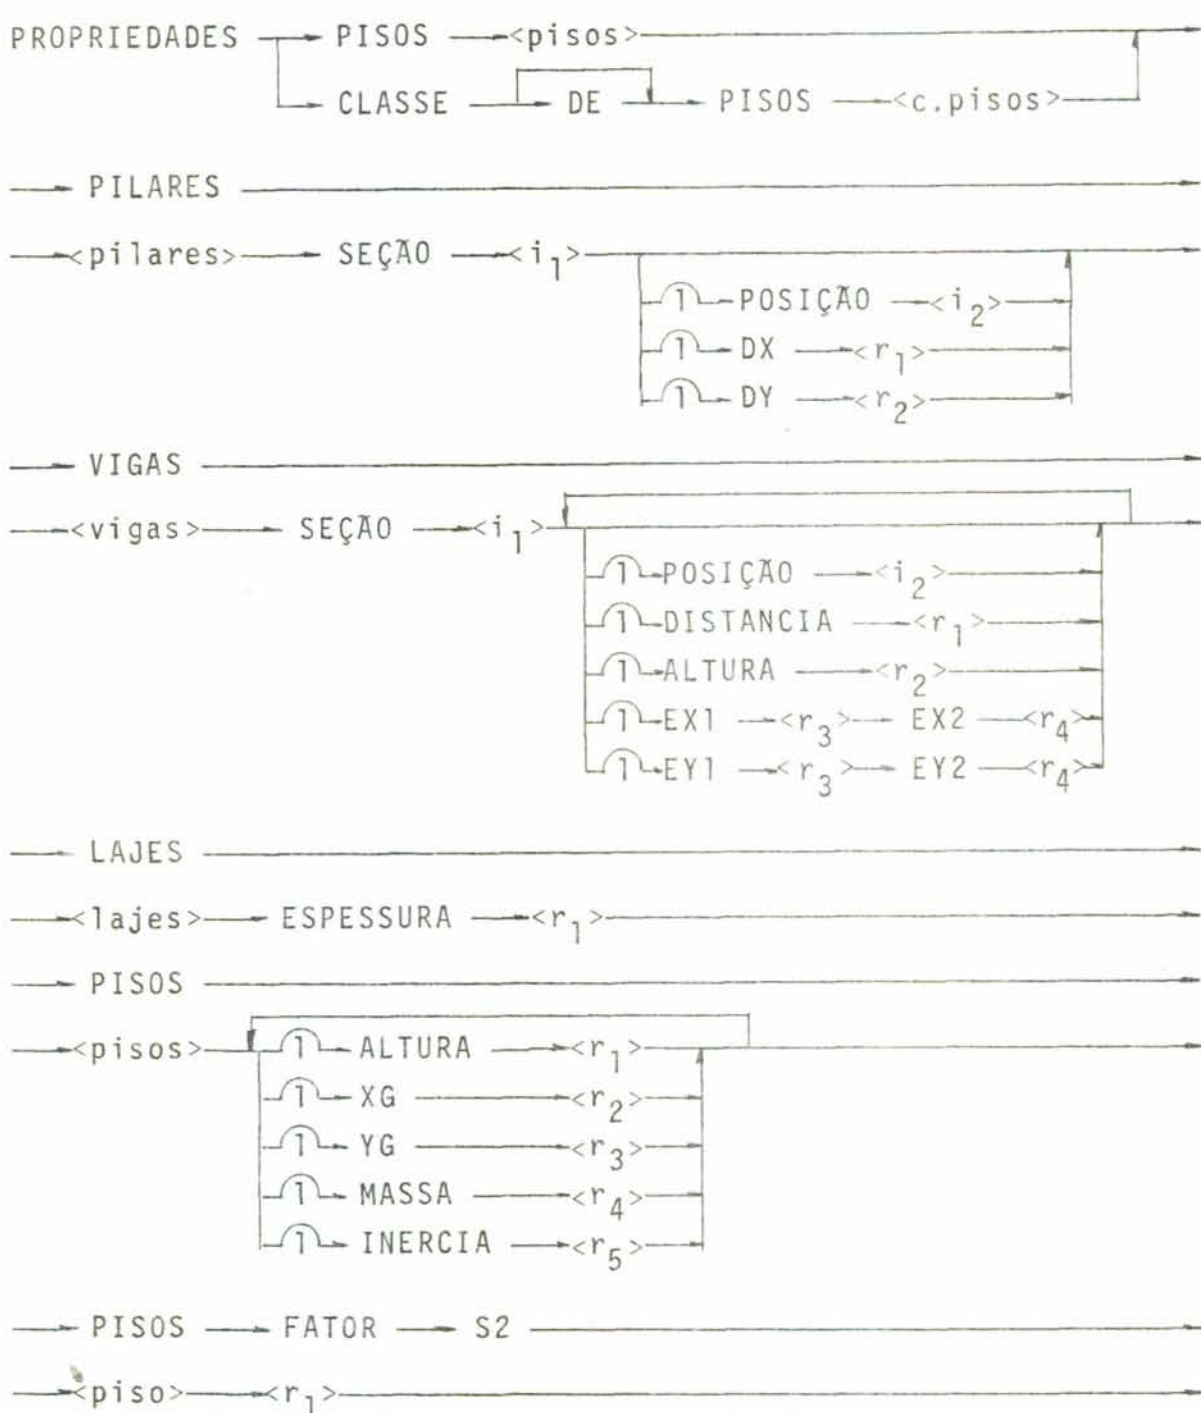 PROPRIEDADES PISOS <pisos>
CLASSE DE PISOS <c.pisos>
PILARES
<pilares> SEÇÃO <i1>
1 POSIÇÃO <i2>
1 DX <r1>
1 DY <r2>
VIGAS
<vigas> SEÇÃO <i1>
1 POSIÇÃO <i2>
1 DISTANCIA <r1>
1 ALTURA <r2>
1 EX1 <r3> EX2 <r4>
1 EY1 <r3> EY2 <r4>
LAJES
<lajes> ESPESSURA <r1>
PISOS
<pisos> 1 ALTURA <r1>
1 XG <r2>
1 YG <r3>
1 MASSA <r4>
1 INERCIA <r5>
PISOS FATOR S2
<piso> <r1>